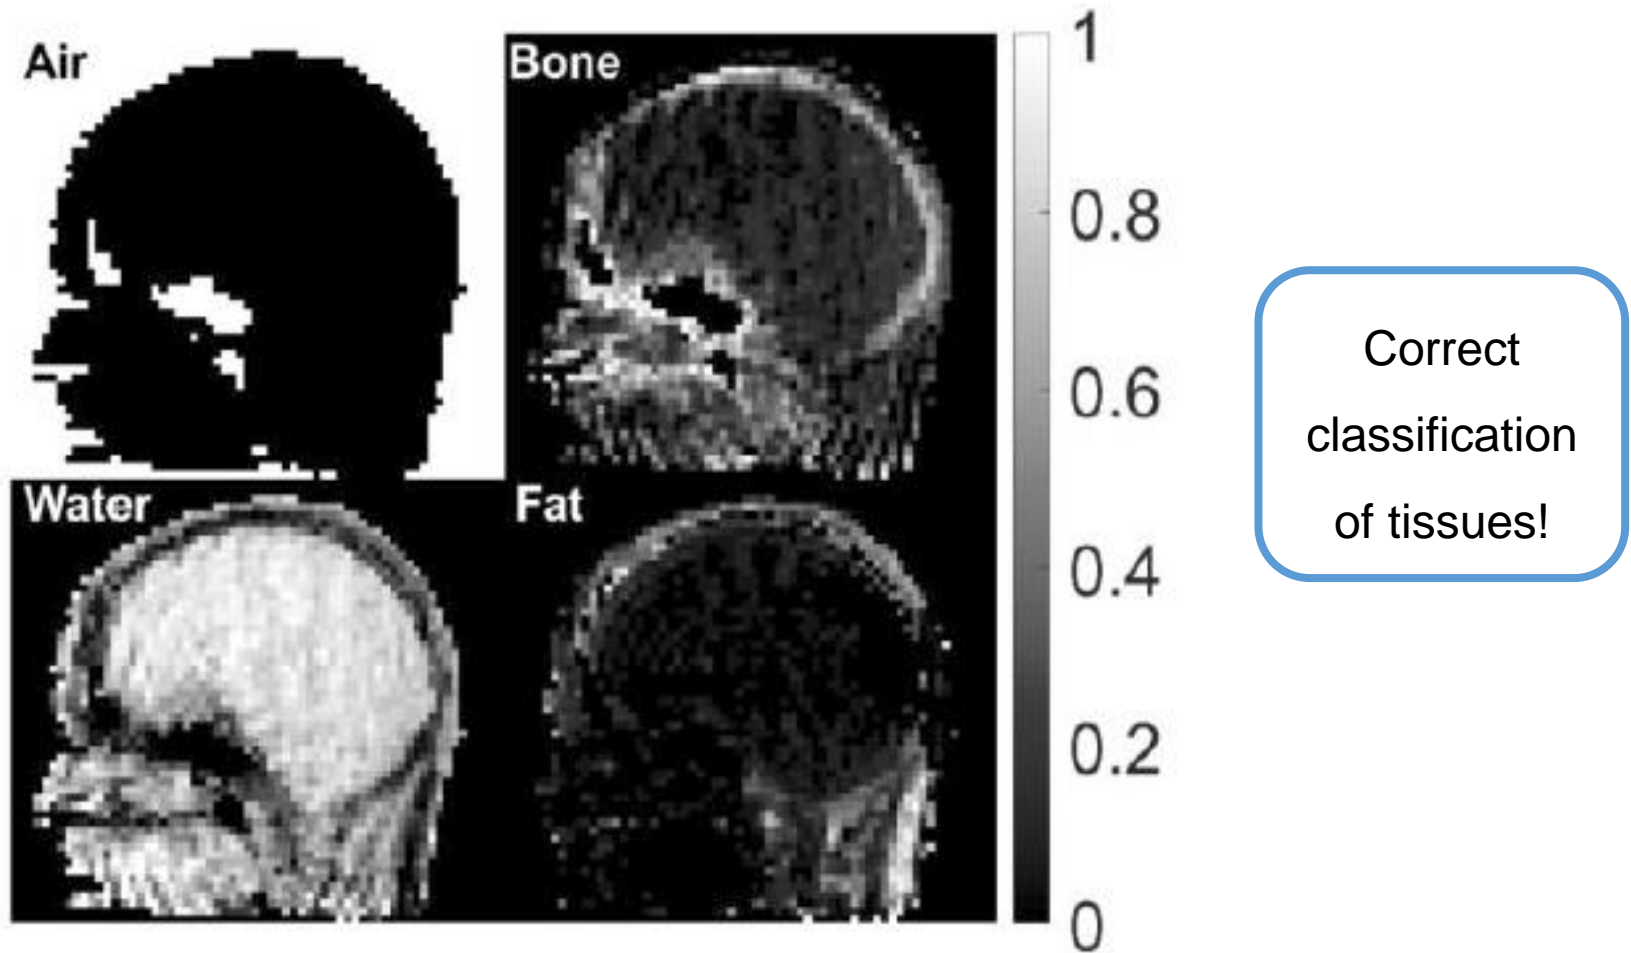 Air
Bone
Water
Fat
1
0.8
0.6
0.4
0.2
0
Correct
classification
of tissues!